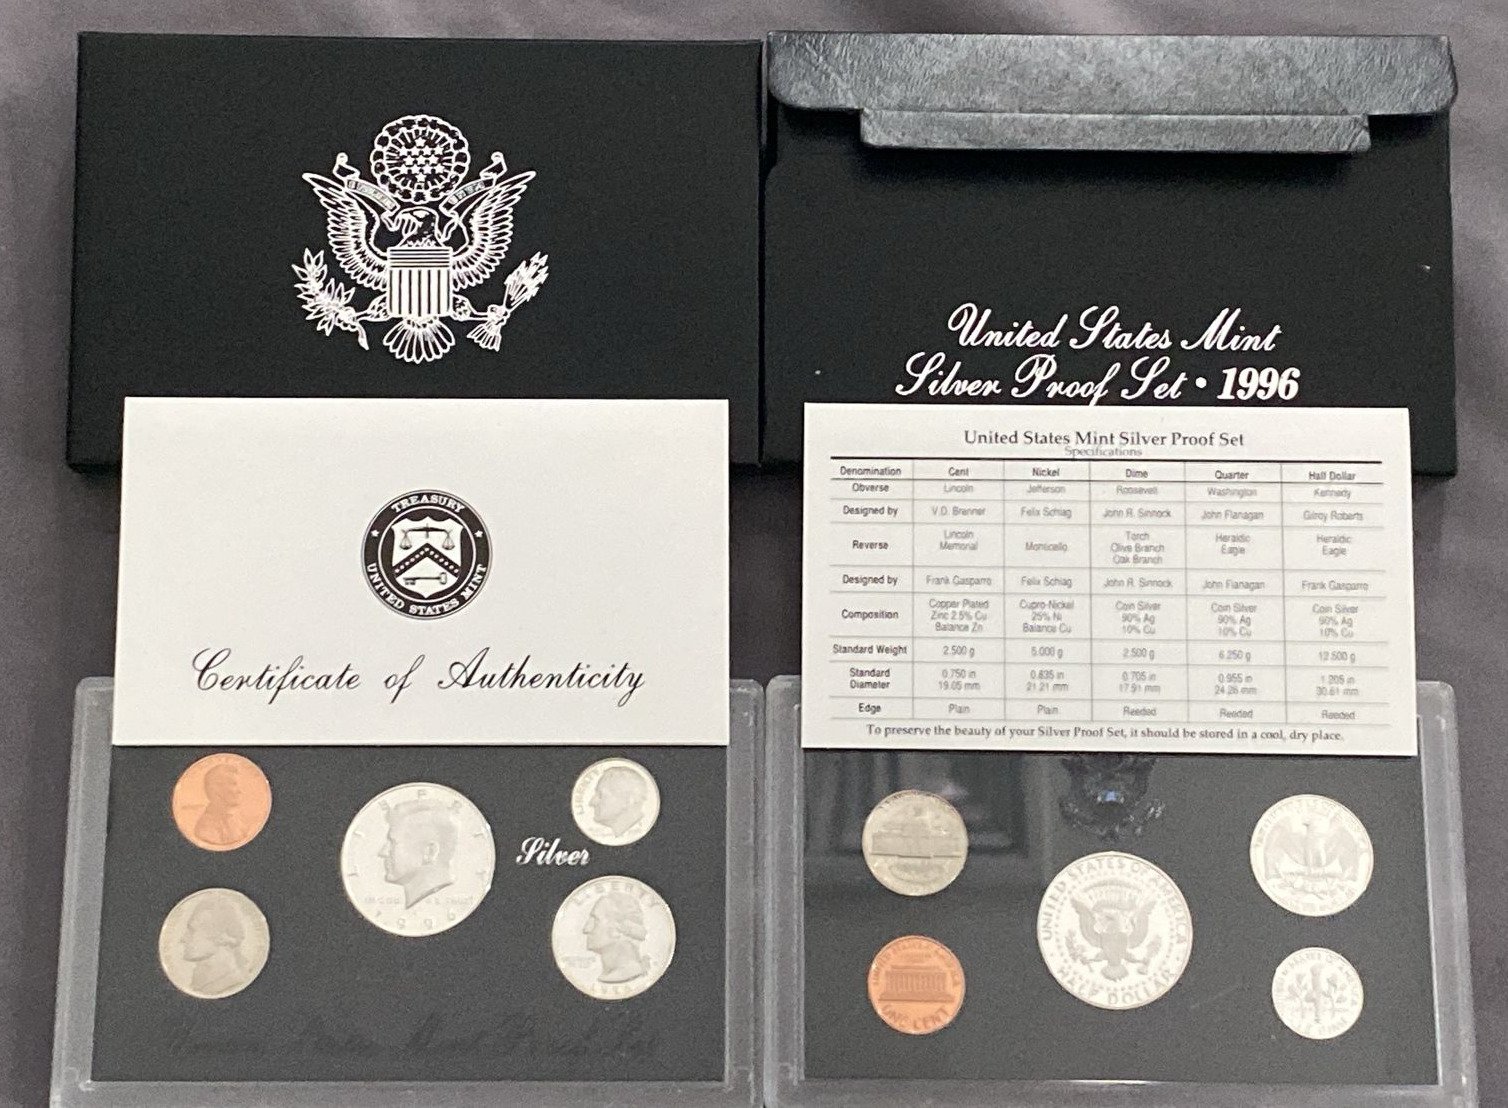 United States Mint
Silver Proof Set • 1996
TREASURY
UNITED STATES MINT
Certificate of Authenticity
United States Mint Silver Proof Set
Specifications
Denomination Cent Nickel Dime Quarter Half Dollar
Obverse Lincoln Jefferson Roosevelt Washington Kennedy
Designed by V.D. Brenner Felix Schlag John R. Sinnock John Flanagan Gilroy Roberts
Reverse Lincoln Memorial Monticello Torch Olive Branch Oak Branch Heraldic Eagle Heraldic Eagle
Designed by Frank Gasparro Felix Schlag John R. Sinnock John Flanagan Frank Gasparro
Composition Copper Plated Zinc 2.5% Cu Balance Zn Cupro-Nickel 25% Ni Balance Cu Coin Silver 90% Ag 10% Cu Coin Silver 90% Ag 10% Cu Coin Silver 90% Ag 10% Cu
Standard Weight 2.500 g 5.000 g 2.500 g 6.250 g 12.500 g
Standard Diameter 0.750 in 19.05 mm 0.835 in 21.21 mm 0.705 in 17.91 mm 0.955 in 24.26 mm 1.205 in 30.61 mm
Edge Plain Plain Reeded Reeded Reeded
To preserve the beauty of your Silver Proof Set, it should be stored in a cool, dry place.
LIBERTY
1996
LIBERTY
Silver
LIBERTY
UNITED STATES OF AMERICA
HALF DOLLAR
ONE CENT